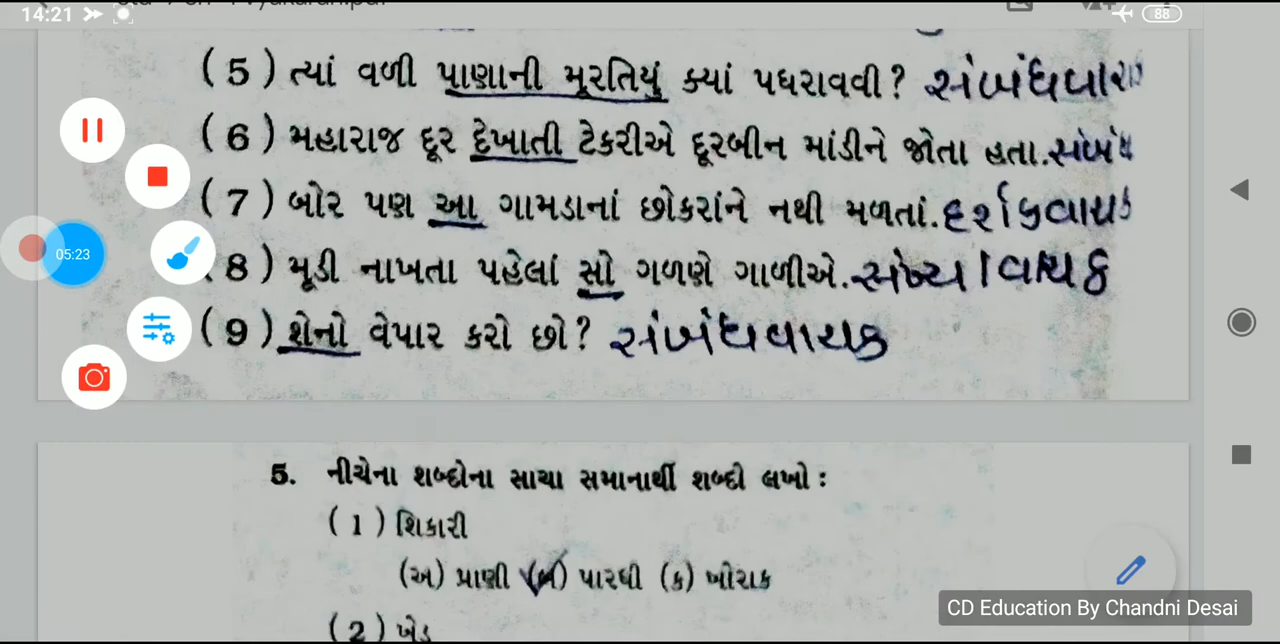 14:21
88
(5) ત્યાં વળી પાણાની મૂરતિયું ક્યાં પધરાવવી? સંબંધવાચક
(6) મહારાજ દૂર દેખાતી ટેકરીએ દૂરબીન માંડીને જોતા હતા. સંબંધ
(7) બોર પણ આ ગામડાનાં છોકરાંને નથી મળતાં. દર્શકવાચક
05:23
(8) મૂડી નાખતા પહેલાં સો ગળણે ગાળીએ. સંખ્યાવાચક
(9) શેનો વેપાર કરો છો? સંબંધવાચક
5. નીચેના શબ્દોના સાચા સમાનાર્થી શબ્દો લખો :
(1) શિકારી
(અ) પ્રાણી (બ) પારધી (ક) ખોરાક
(2) ખેડ
CD Education By Chandni Desai